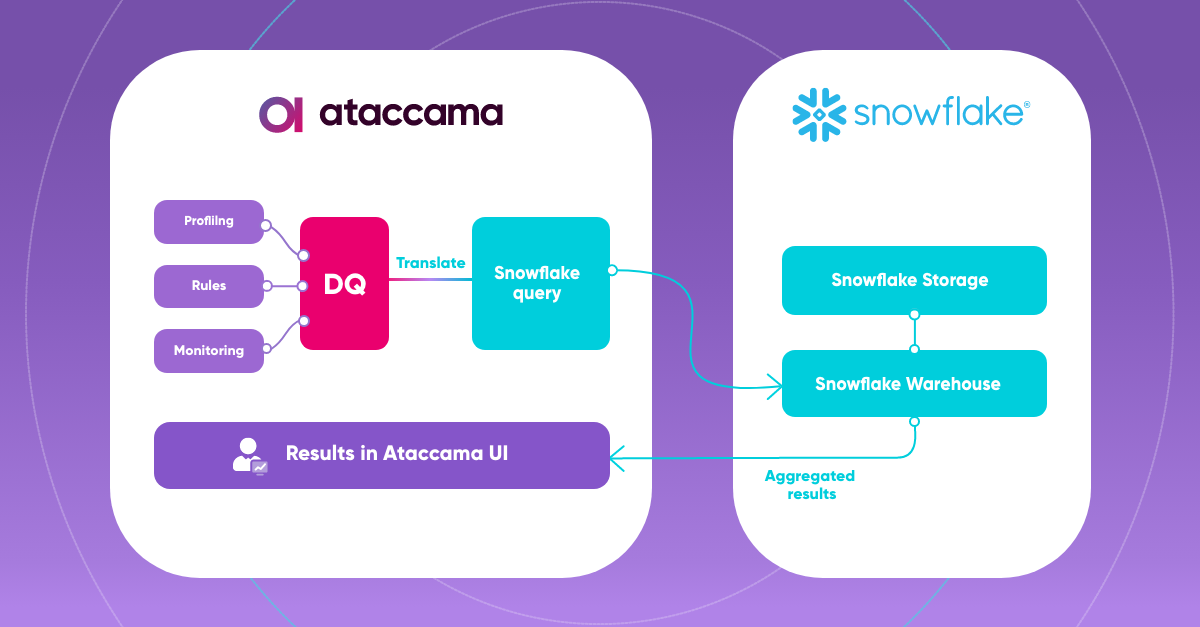 ataccama
snowflake®
Profiling
Rules
Monitoring
DQ
Translate
Snowflake
query
Snowflake Storage
Snowflake Warehouse
Results in Ataccama UI
Aggregated
results